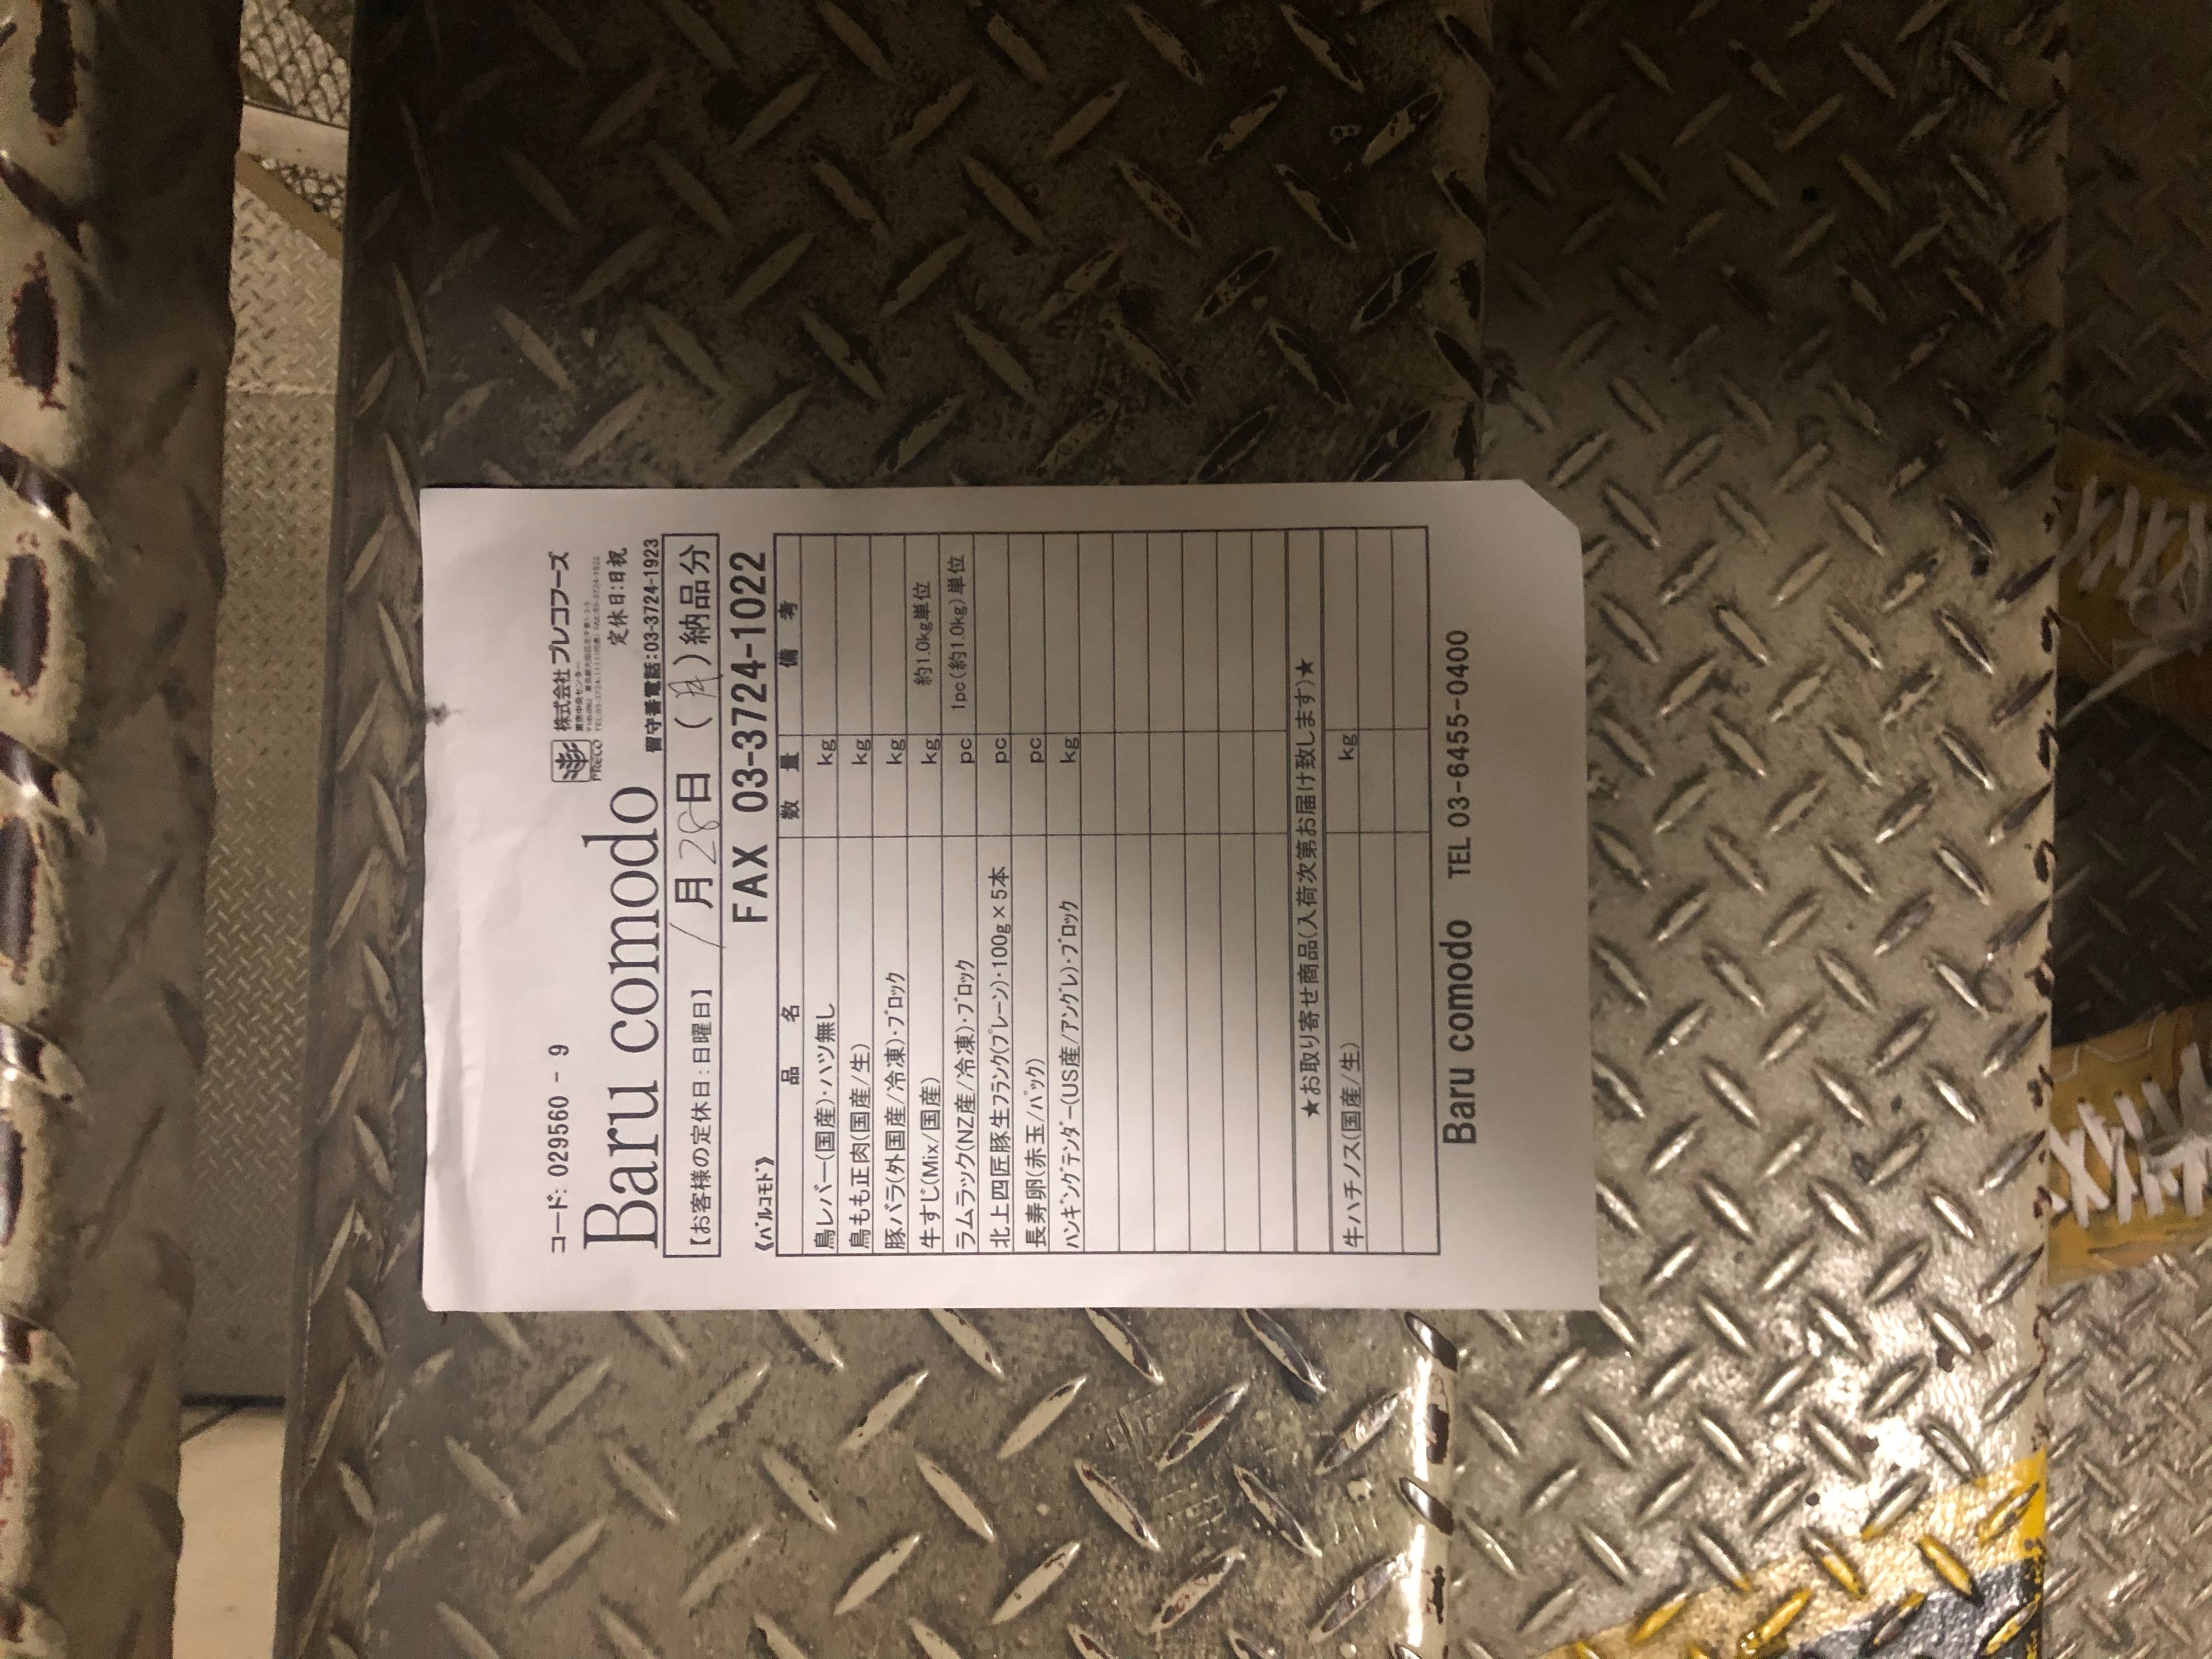 コード: 029560 - 9
株式会社 プレコフーズ
東京中央センター
PRECO
TEL:03-3724-1111(代表) FAX:03-3724-1022
Baru comodo
定休日:日祝
留守番電話:03-3724-1923
【お客様の定休日:日曜日】 1月28日 (月)納品分
《バルコモド》 FAX 03-3724-1022
品 名 数 量 備 考
鳥レバー(国産)・ハツ無し kg
鳥もも正肉(国産/生) kg
豚バラ(外国産/冷凍)・ブロック kg
牛すじ(Mix/国産) kg 約1.0kg単位
ラムラック(NZ産/冷凍)・ブロック pc 1pc(約1.0kg)単位
北上四匠豚生フランク(プレーン)・100g×5本 pc
長寿卵(赤玉/パック) pc
ハンギングテンダー(US産/アングレ)・ブロック kg
★お取り寄せ商品(入荷次第お届け致します)★
牛ハチノス(国産/生) kg
Baru comodo TEL 03-6455-0400